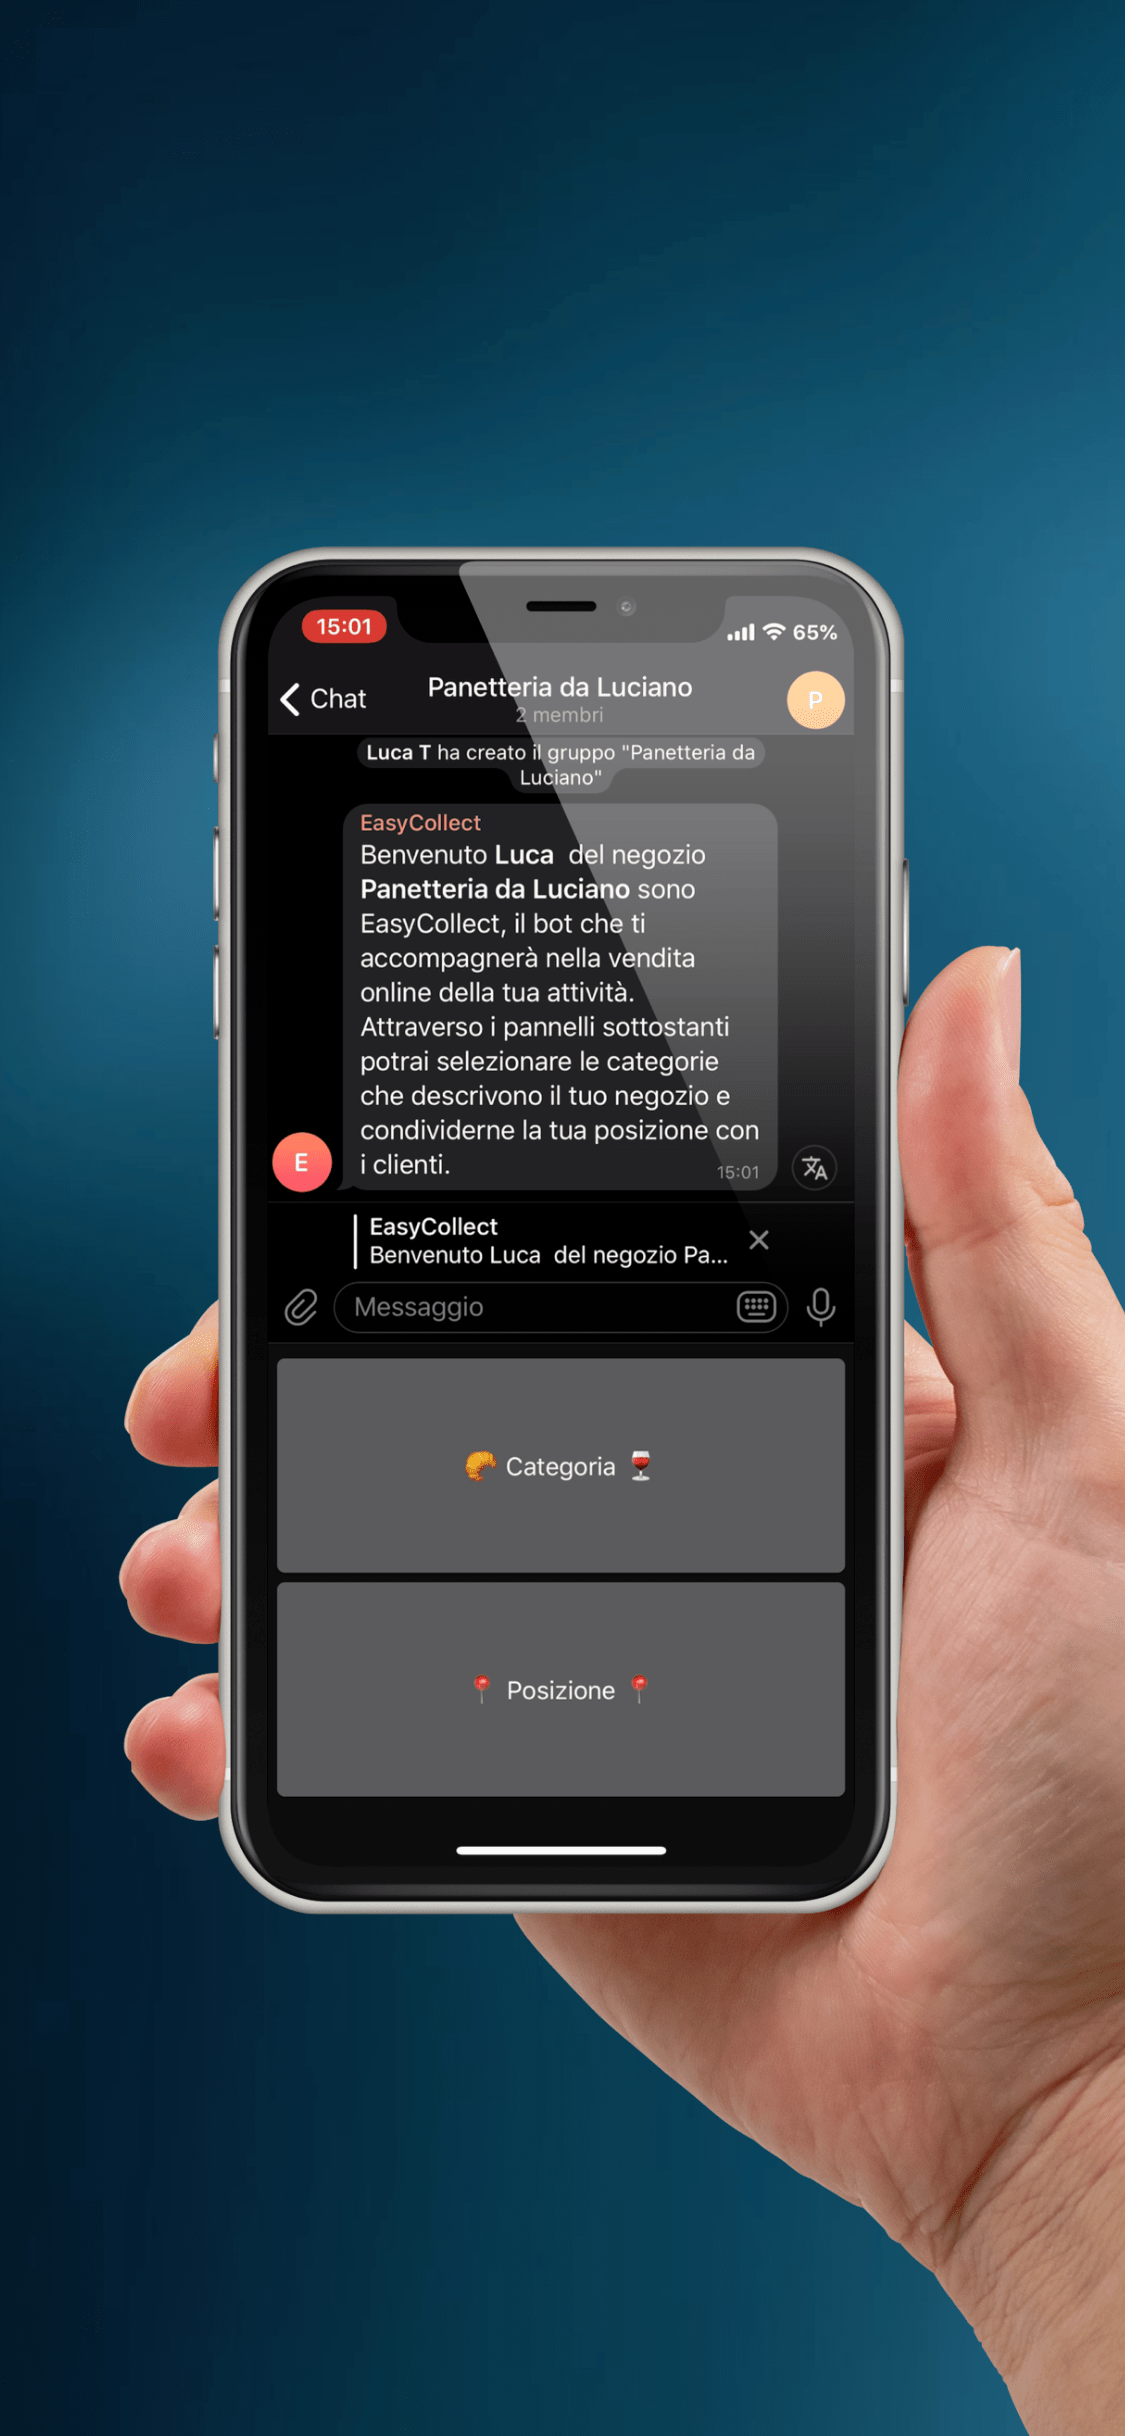 15:01
65%
Chat
Panetteria da Luciano
2 membri
P
Luca T ha creato il gruppo "Panetteria da
Luciano"
EasyCollect
Benvenuto Luca  del negozio
Panetteria da Luciano sono
EasyCollect, il bot che ti
accompagnerà nella vendita
online della tua attività.
Attraverso i pannelli sottostanti
potrai selezionare le categorie
che descrivono il tuo negozio e
condividerne la tua posizione con
i clienti.
15:01
E
EasyCollect
Benvenuto Luca  del negozio Pa...
Messaggio
🥐 Categoria 🍷
📍 Posizione 📍